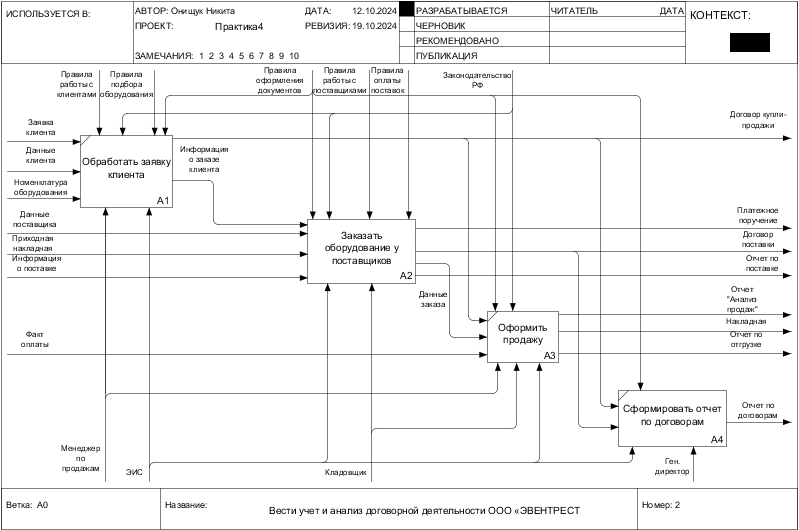 ИСПОЛЬЗУЕТСЯ В:
АВТОР: Онищук Никита
ДАТА: 12.10.2024
ПРОЕКТ: Практика4
РЕВИЗИЯ: 19.10.2024
ЗАМЕЧАНИЯ: 1 2 3 4 5 6 7 8 9 10
РАЗРАБАТЫВАЕТСЯ
ЧЕРНОВИК
РЕКОМЕНДОВАНО
ПУБЛИКАЦИЯ
ЧИТАТЕЛЬ
ДАТА
КОНТЕКСТ:
Правила
работы с
клиентами
Правила
подбора
оборудования
Правила
оформления
документов
Правила
работы с
поставщиками
Правила
оплаты
поставок
Законодательство
РФ
Заявка
клиента
Данные
клиента
Номенклатура
оборудования
Обработать заявку
клиента
A1
Информация
о заказе
клиента
Договор купли-
продажи
Данные
поставщика
Приходная
накладная
Информация
о поставке
Заказать
оборудование у
поставщиков
A2
Платежное
поручение
Договор
поставки
Отчет по
поставке
Данные
заказа
Факт
оплаты
Оформить
продажу
A3
Отчет
"Анализ
продаж"
Накладная
Отчет по
отгрузке
Сформировать отчет
по договорам
A4
Отчет по
договорам
Менеджер
по
продажам
ЭИС
Кладовщик
Ген.
директор
Ветка: A0
Название:
Вести учет и анализ договорной деятельности ООО «ЭВЕНТРЕСТ
Номер: 2